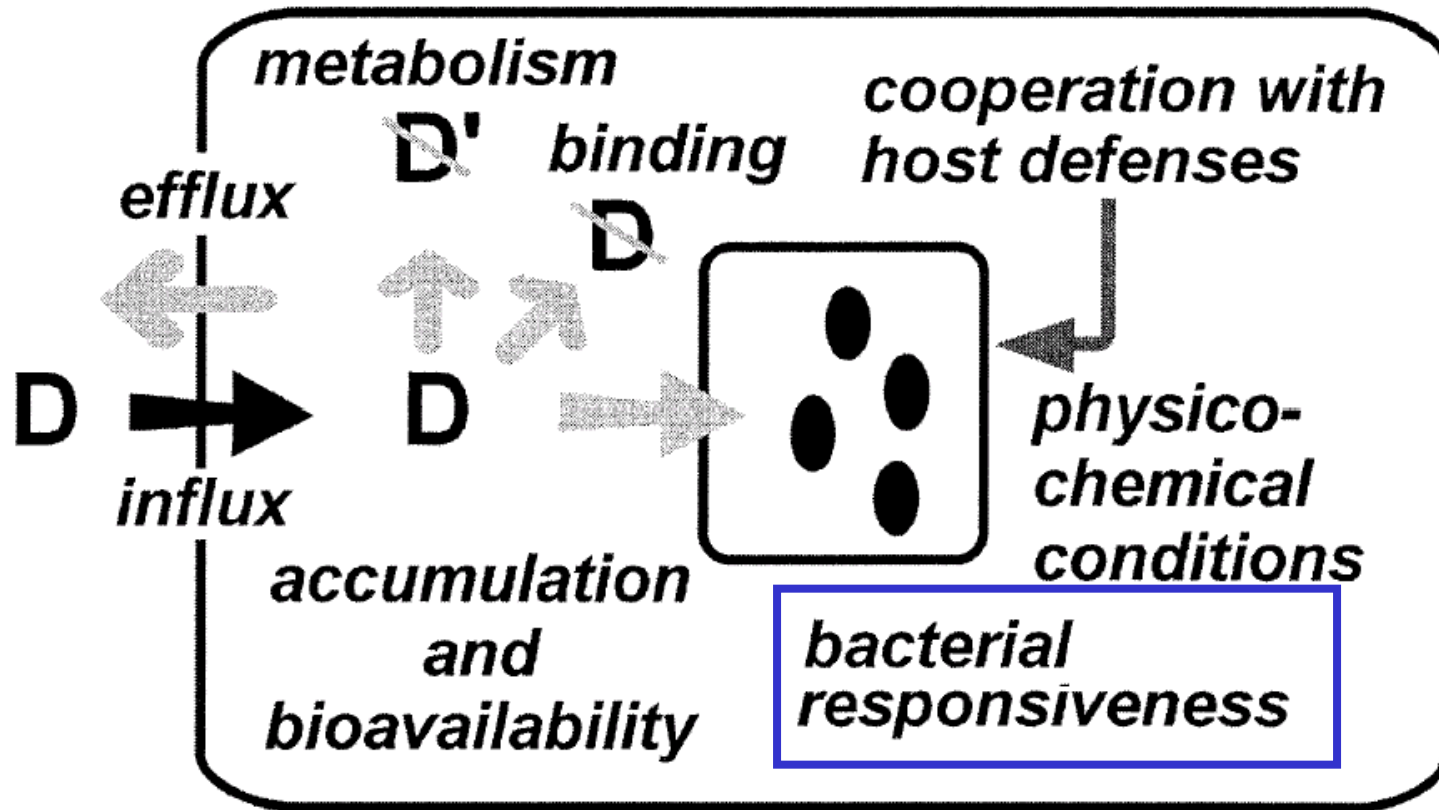 metabolism
D'
binding
D
cooperation with
host defenses
efflux
D
D
influx
physico-
chemical
conditions
accumulation
and
bioavailability
bacterial
responsiveness